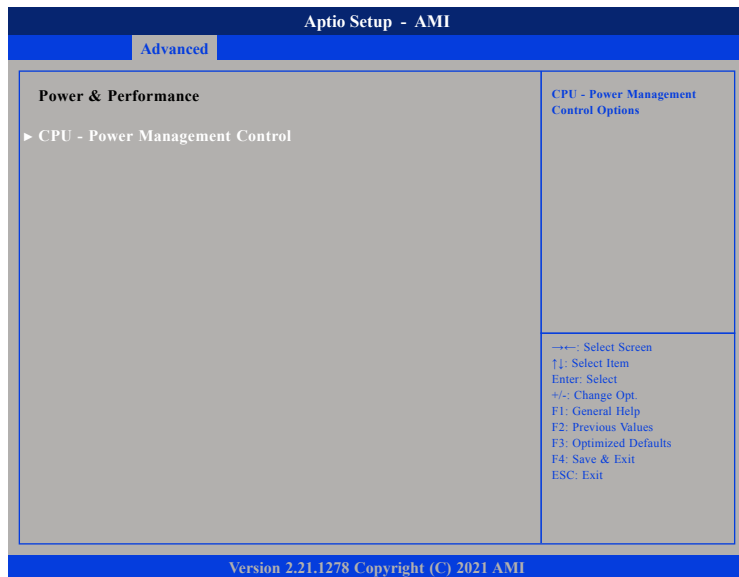 Aptio Setup - AMI
Advanced
Power & Performance
► CPU - Power Management Control
CPU - Power Management
Control Options
→←: Select Screen
↑↓: Select Item
Enter: Select
+/-: Change Opt.
F1: General Help
F2: Previous Values
F3: Optimized Defaults
F4: Save & Exit
ESC: Exit
Version 2.21.1278 Copyright (C) 2021 AMI